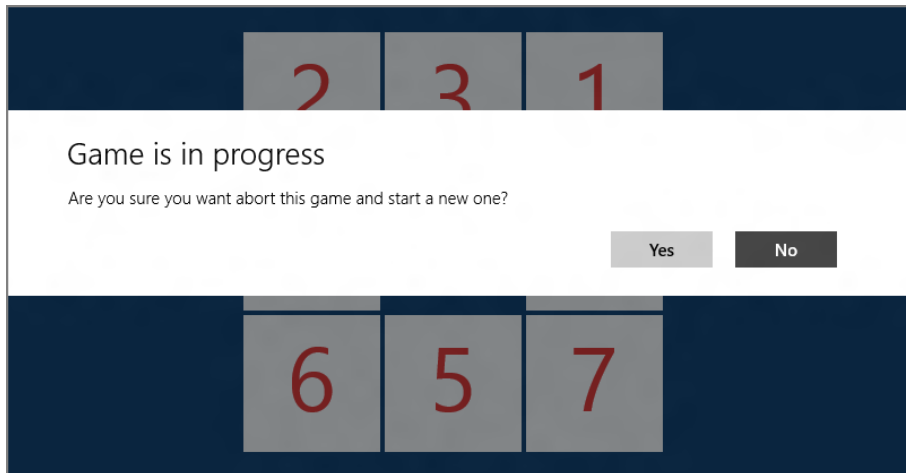 2 3 1
Game is in progress
Are you sure you want abort this game and start a new one?
Yes No
6 5 7